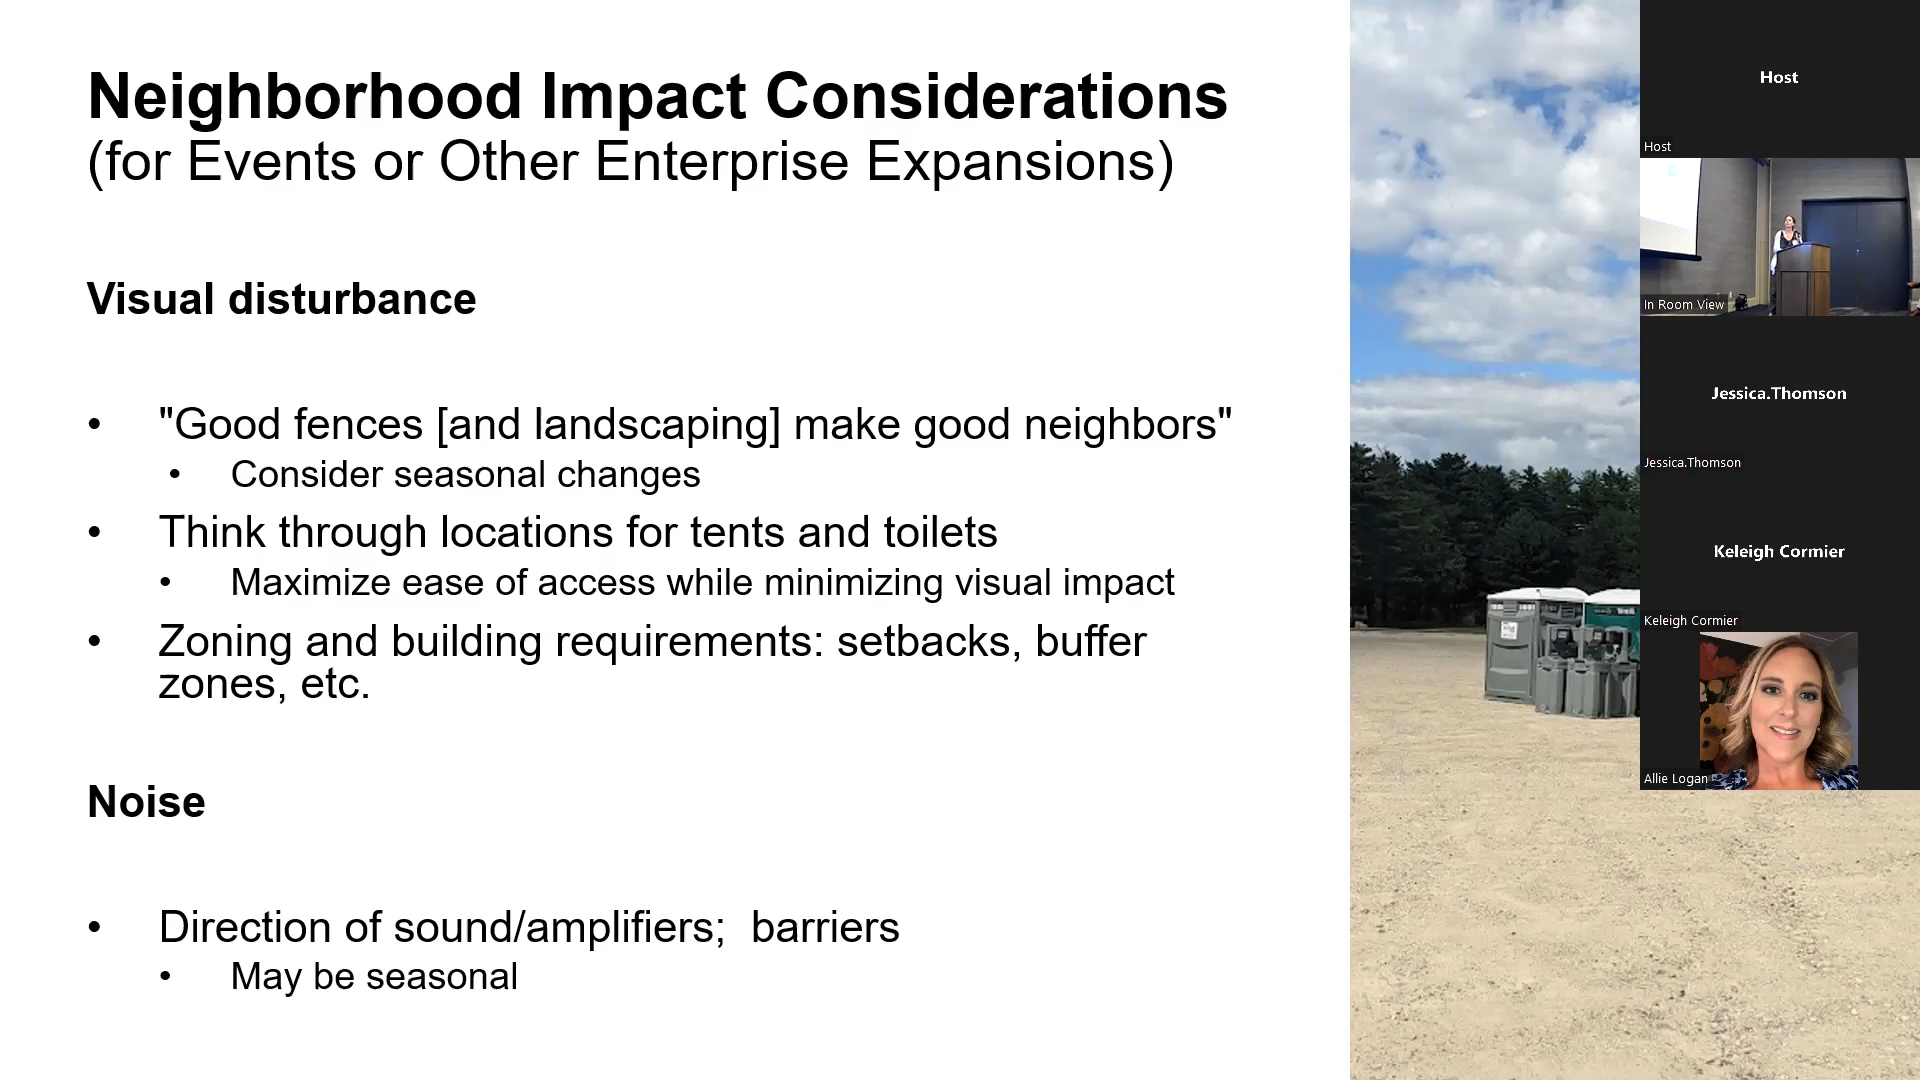 Neighborhood Impact Considerations
(for Events or Other Enterprise Expansions)
Visual disturbance
• "Good fences [and landscaping] make good neighbors"
• Consider seasonal changes
• Think through locations for tents and toilets
• Maximize ease of access while minimizing visual impact
• Zoning and building requirements: setbacks, buffer
zones, etc.
Noise
• Direction of sound/amplifiers;  barriers
• May be seasonal
Host
Host
In Room View
Jessica.Thomson
Jessica.Thomson
Keleigh Cormier
Keleigh Cormier
Allie Logan